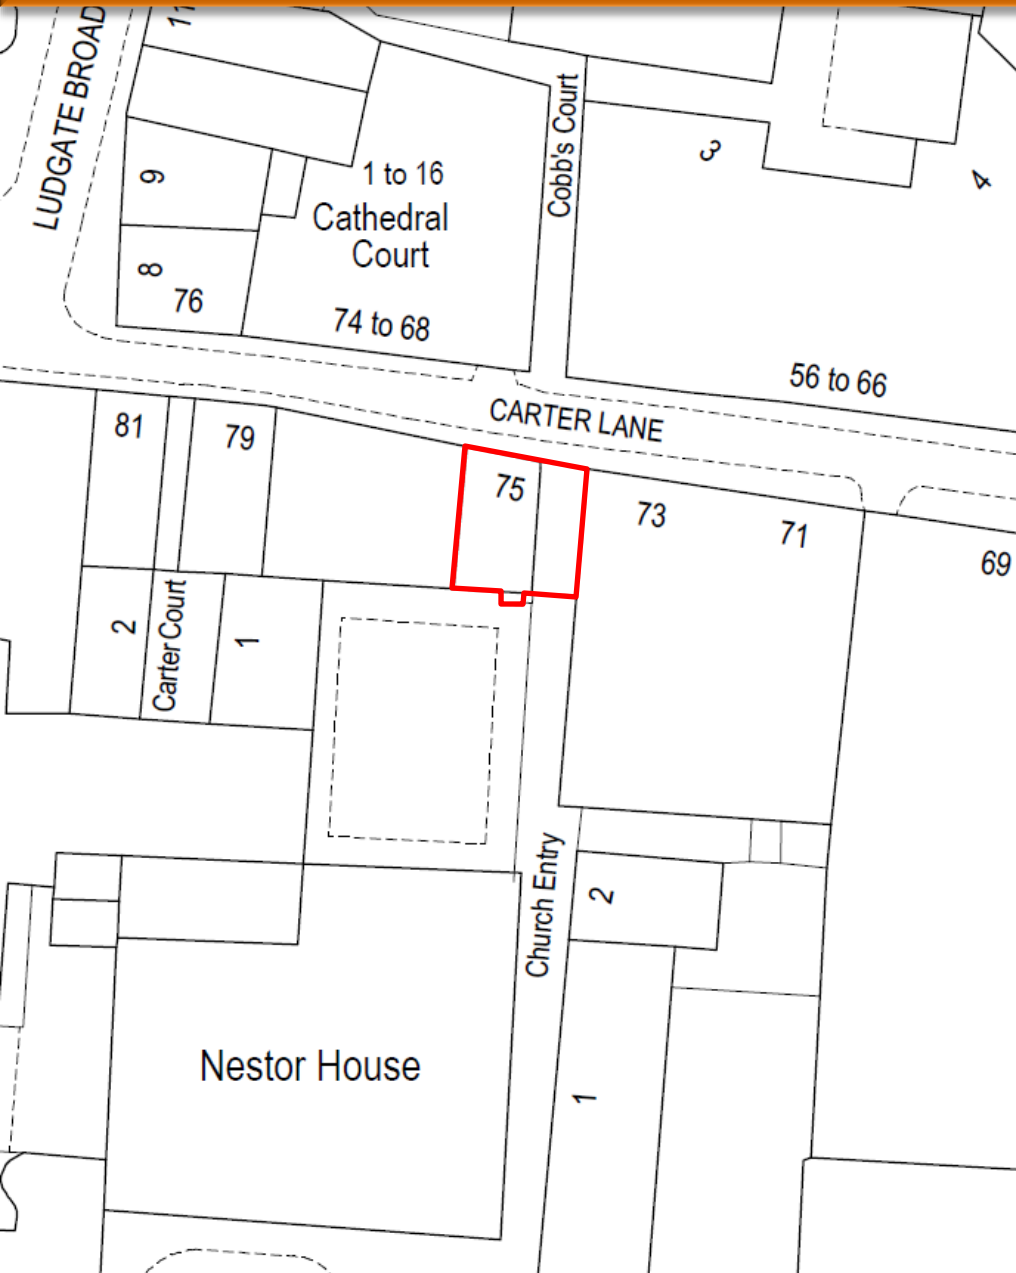 11
LUDGATE BROAD
Cobb's Court
3
4
9
1 to 16
Cathedral
Court
8
76
74 to 68
56 to 66
CARTER LANE
81
79
75
73
71
69
2
Carter Court
1
Church Entry
2
Nestor House
1